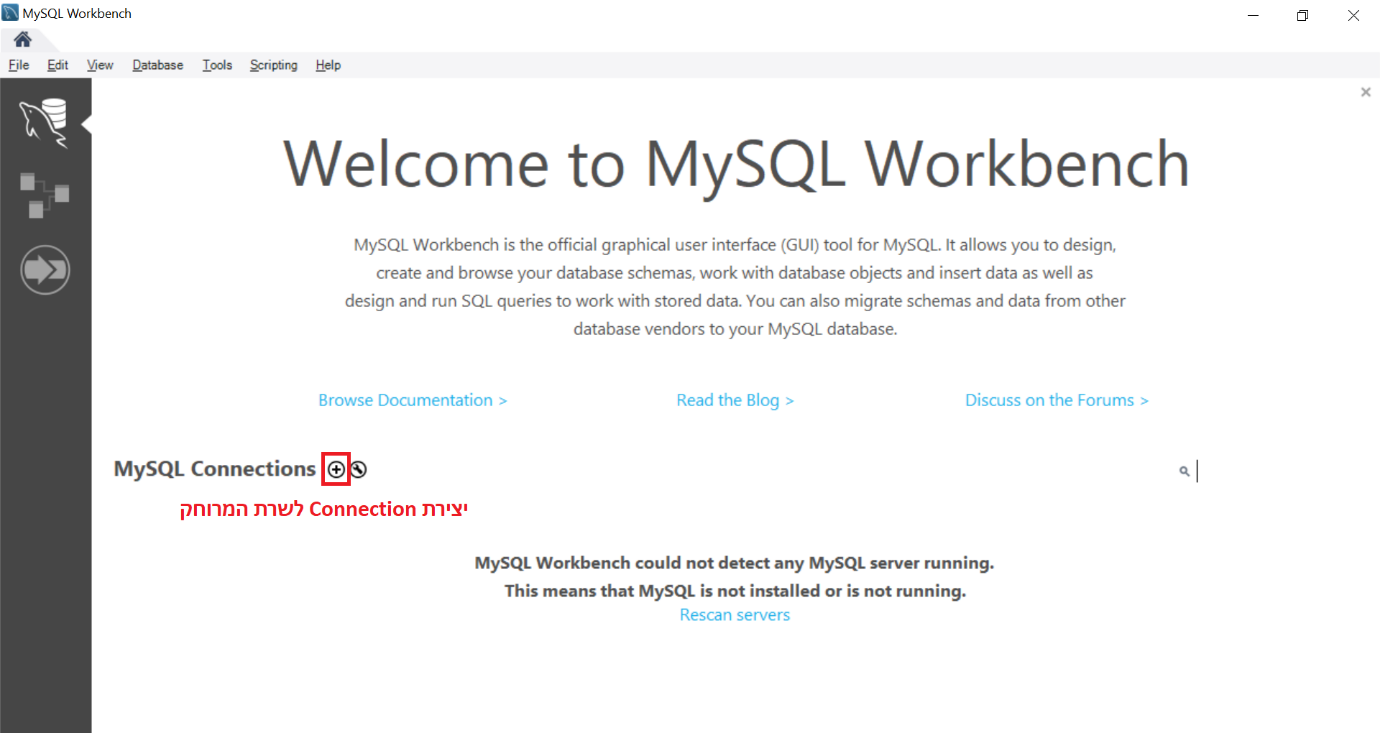 MySQL Workbench
File Edit View Database Tools Scripting Help
Welcome to MySQL Workbench
MySQL Workbench is the official graphical user interface (GUI) tool for MySQL. It allows you to design,
create and browse your database schemas, work with database objects and insert data as well as
design and run SQL queries to work with stored data. You can also migrate schemas and data from other
database vendors to your MySQL database.
Browse Documentation > Read the Blog > Discuss on the Forums >
MySQL Connections
יצירת Connection לשרת המרוחק
MySQL Workbench could not detect any MySQL server running.
This means that MySQL is not installed or is not running.
Rescan servers